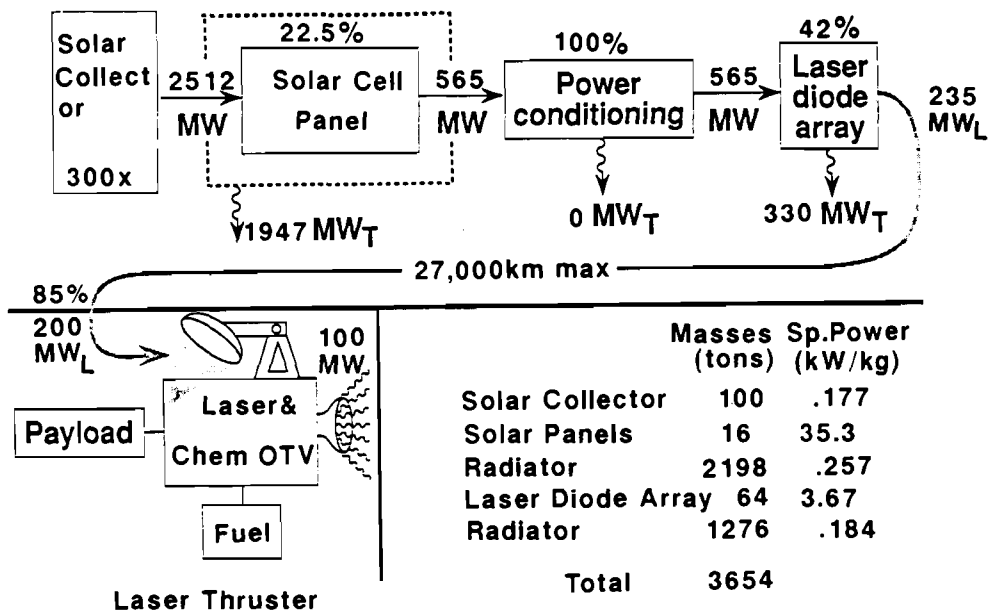 Solar
Collect
or
300x
2512
MW
22.5%
Solar Cell
Panel
1947 MWT
565
MW
100%
Power
conditioning
0 MWT
565
MW
42%
Laser
diode
array
330 MWT
235
MWL
27,000km max
85%
200
MWL
100
MW
Payload
Laser&
Chem OTV
Fuel
Laser Thruster
Masses Sp.Power
(tons) (kW/kg)
Solar Collector 100 .177
Solar Panels 16 35.3
Radiator 2198 .257
Laser Diode Array 64 3.67
Radiator 1276 .184
Total 3654